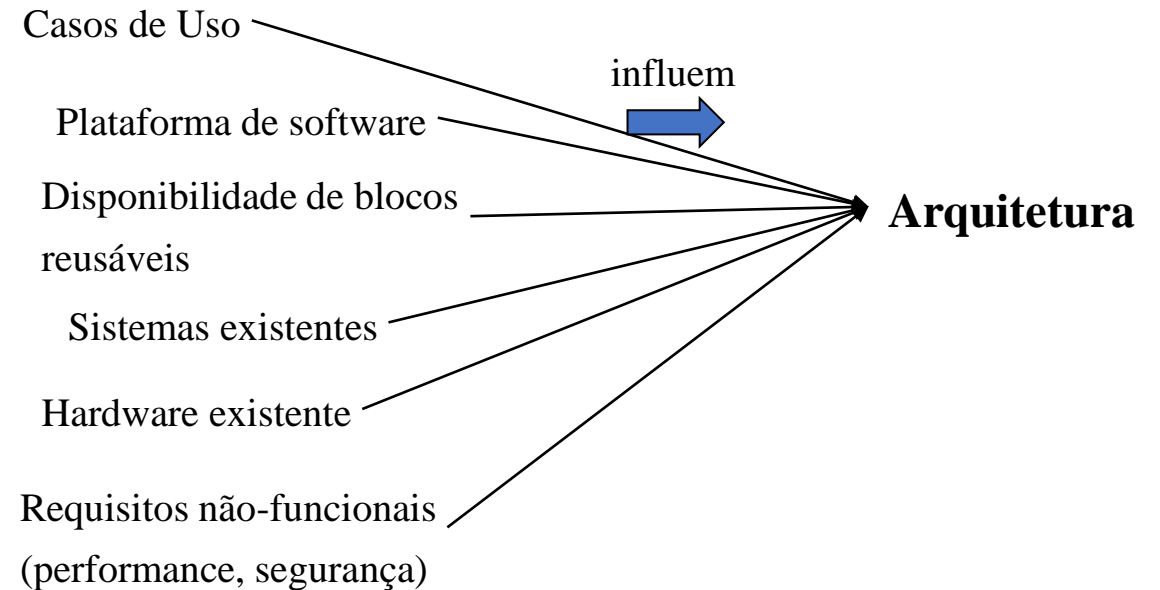 Casos de Uso
influem
Plataforma de software
Disponibilidade de blocos
reusáveis
Arquitetura
Sistemas existentes
Hardware existente
Requisitos não-funcionais
(performance, segurança)